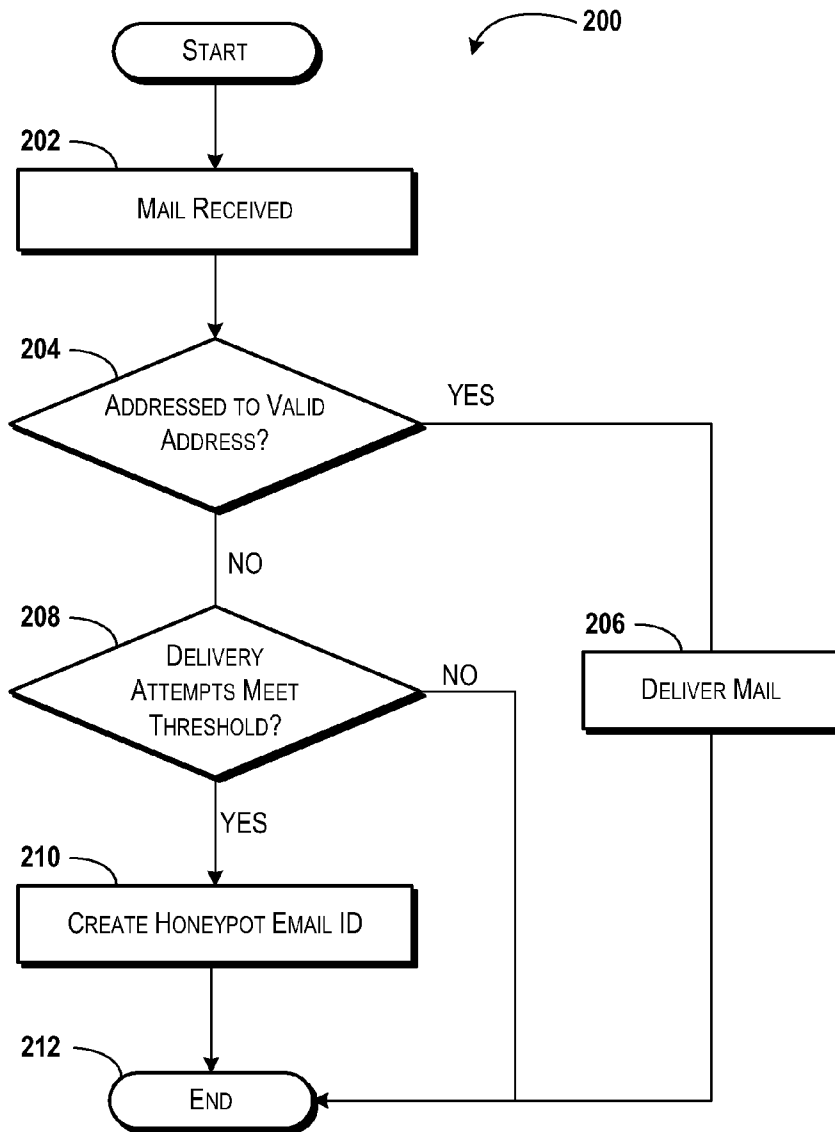 200
START
202
MAIL RECEIVED
204
ADDRESSED TO VALID
ADDRESS?
YES
NO
208
DELIVERY
ATTEMPTS MEET
THRESHOLD?
NO
206
DELIVER MAIL
YES
210
CREATE HONEYPOT EMAIL ID
212
END